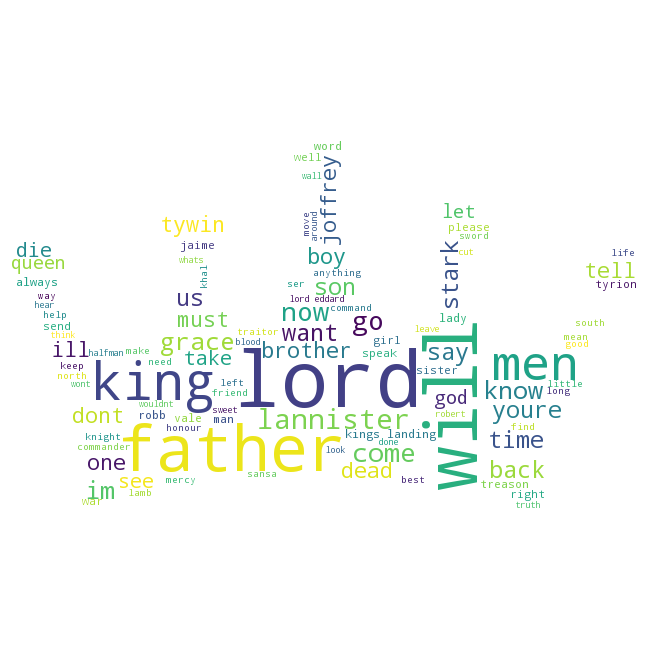 word
well
wall
joffrey
move
around
let
please
sword
cut
tywin
jaime
whats
khal
die
queen
always
way
hear
help
send
think
boy
anything
ser
son
lord eddard
command
stark
life
tell
tyrion
us
must
now
go
want
lady
south
mean
good
grace
traitor
blood
girl
leave
say
ill
halfman
make
take
brother
speak
sister
men
keep
north
need
king
lord
will
know
little
long
wont
left
friend
god
youre
dont
robb
wouldnt
vale
sweet
man
honour
lannister
robert
find
knight
commander
father
kings landing
done
look
come
time
one
see
mercy
sansa
dead
best
back
treason
im
war
lamb
right
truth